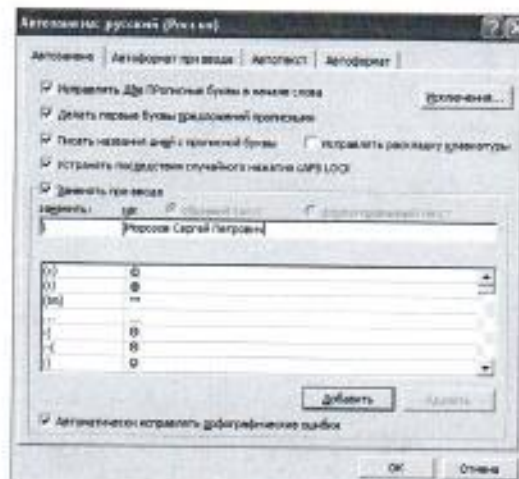 Автозамена: русский (Россия)
Автозамена Автоформат при вводе Автотекст Автоформат
Исправлять ДВе ПРописные буквы в начале слова
Исключения...
Делать первые буквы предложений прописными
Писать названия дней с прописной буквы Исправлять раскладку клавиатуры
Устранять последствия случайного нажатия cAPS LOCK
Заменять при вводе
заменить: на: обычный текст форматированный текст
Морозов Сергей Петрович
(c) ©
(r) ®
(tm) ™
... …
:(
:-(
:)
Добавить Удалить
Автоматически исправлять орфографические ошибки
ОК Отмена